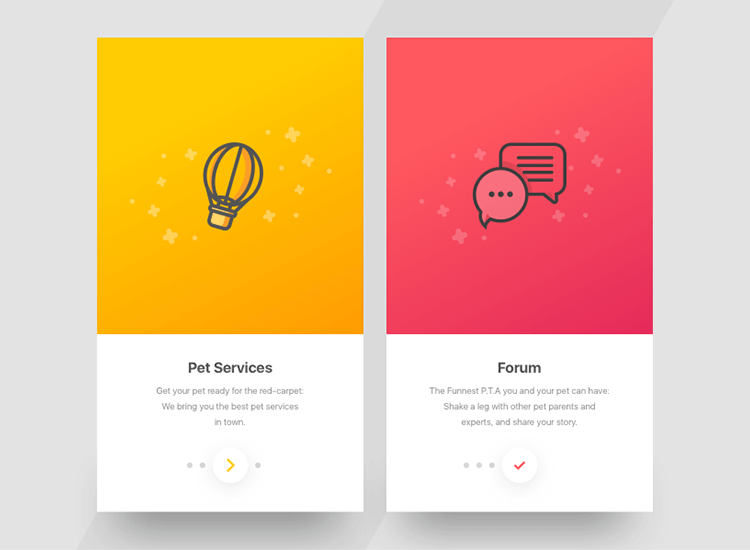 Pet Services
Get your pet ready for the red-carpet:
We bring you the best pet services
in town.
Forum
The Funnest P.T.A you and your pet can have:
Shake a leg with other pet parents and
experts, and share your story.